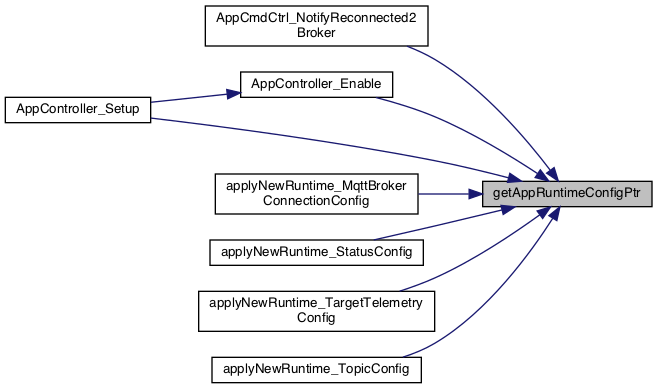 AppCmdCtrl_NotifyReconnected2
Broker
AppController_Enable
AppController_Setup
applyNewRuntime_MqttBroker
ConnectionConfig
getAppRuntimeConfigPtr
applyNewRuntime_StatusConfig
applyNewRuntime_TargetTelemetry
Config
applyNewRuntime_TopicConfig